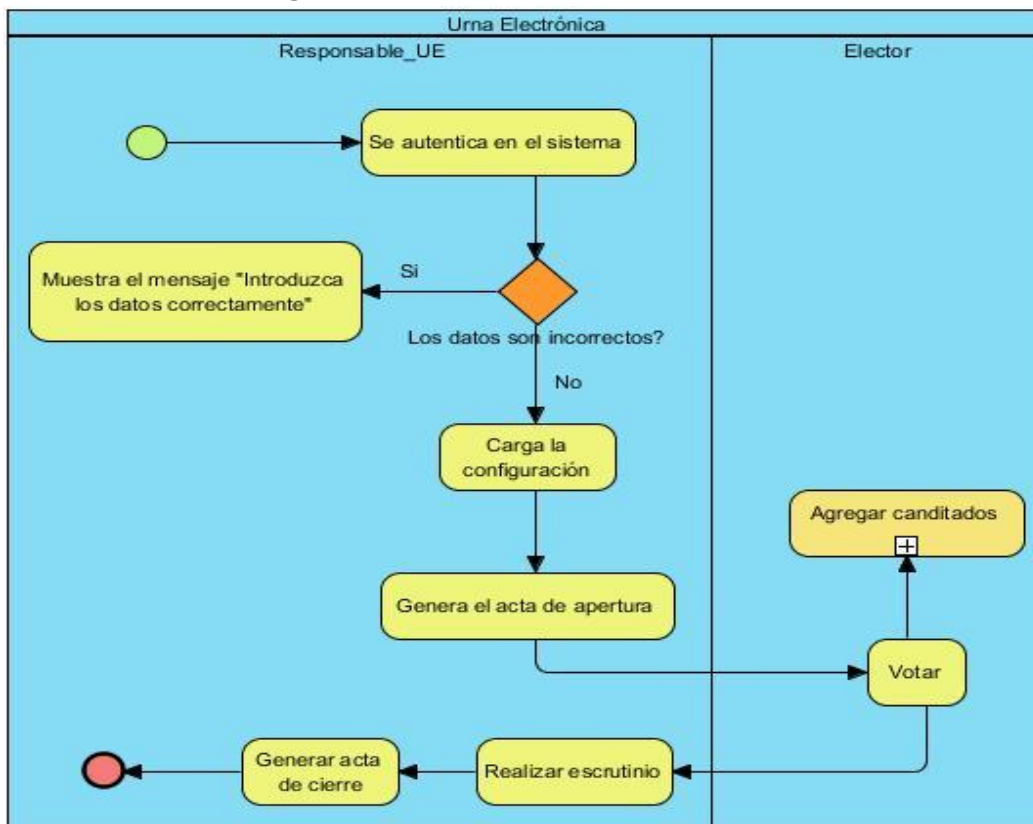 Urna Electrónica
Responsable_UE
Elector
Se autentica en el sistema
Muestra el mensaje "Introduzca
los datos correctamente"
Si
Los datos son incorrectos?
No
Carga la
configuración
Agregar canditados
Genera el acta de apertura
Votar
Generar acta
de cierre
Realizar escrutinio